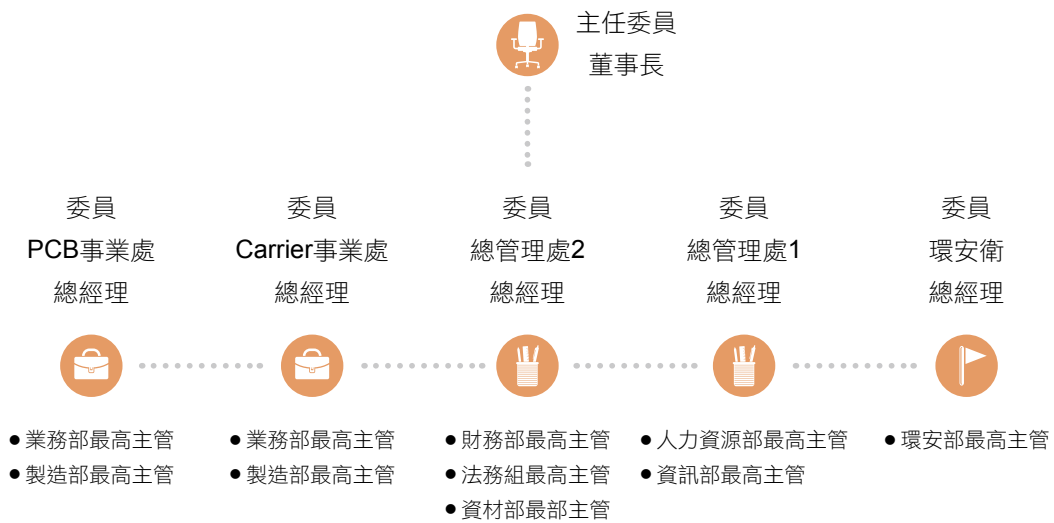 主任委員
董事長
委員
PCB事業處
總經理
委員
Carrier事業處
總經理
委員
總管理處2
總經理
委員
總管理處1
總經理
委員
環安衛
總經理
●業務部最高主管
●製造部最高主管
●業務部最高主管
●製造部最高主管
●財務部最高主管
●法務組最高主管
●資材部最部主管
●人力資源部最高主管
●資訊部最高主管
●環安部最高主管